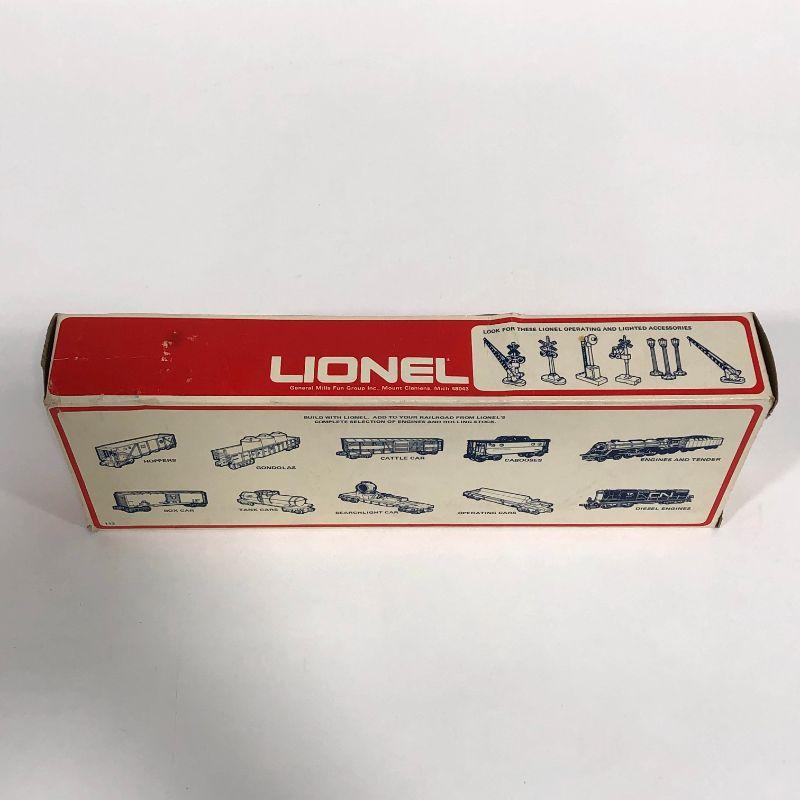 LOOK FOR THESE LIONEL OPERATING AND LIGHTED ACCESSORIES
LIONEL
General Mills Fun Group Inc., Mount Clemens, Mich 48043
BUILD WITH LIONEL. ADD TO YOUR RAILROAD FROM LIONEL'S
COMPLETE SELECTION OF ENGINES AND ROLLING STOCK.
HOPPERS
GONDOLAS
CATTLE CAR
CABOOSES
ENGINES AND TENDER
BOX CAR
TANK CARS
SEARCHLIGHT CAR
OPERATING CARS
CN
DIESEL ENGINES
113